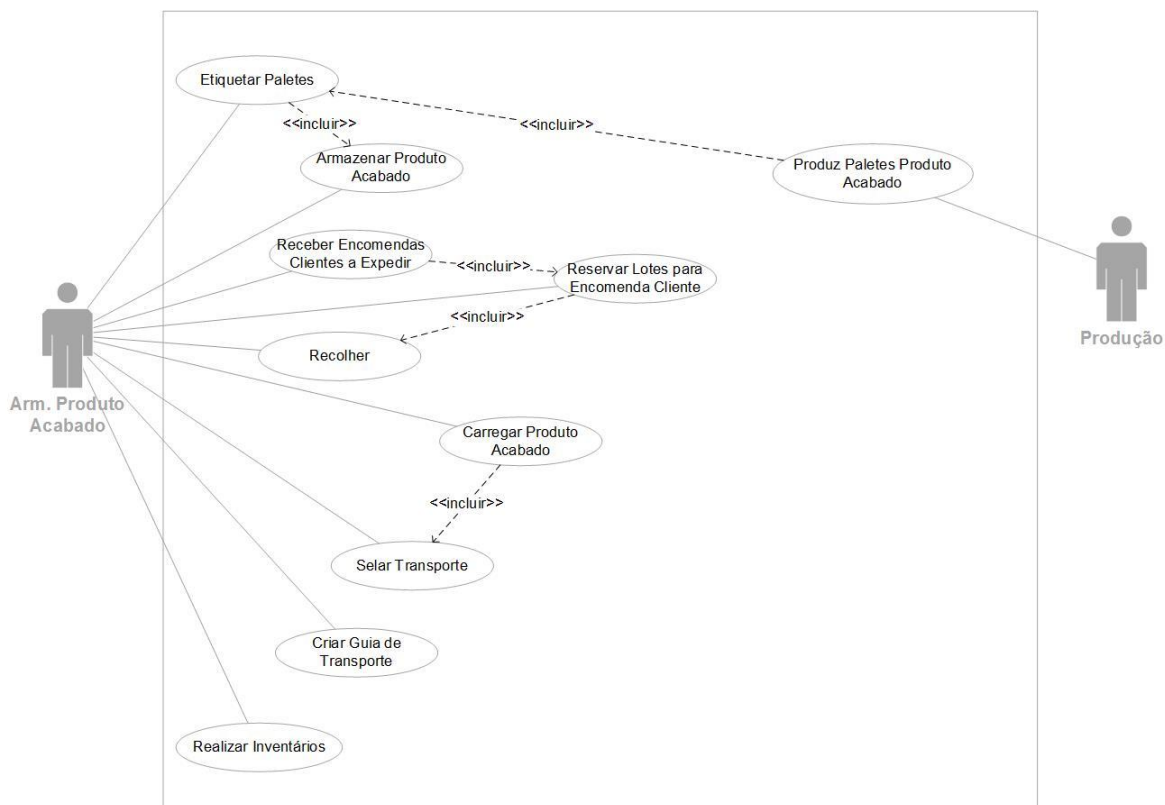 Etiquetar Paletes
<<incluir>>
<<incluir>>
Armazenar Produto
Acabado
Produz Paletes Produto
Acabado
Receber Encomendas
Clientes a Expedir
<<incluir>>
Reservar Lotes para
Encomenda Cliente
<<incluir>>
Recolher
Produção
Arm. Produto
Acabado
Carregar Produto
Acabado
<<incluir>>
Selar Transporte
Criar Guia de
Transporte
Realizar Inventários